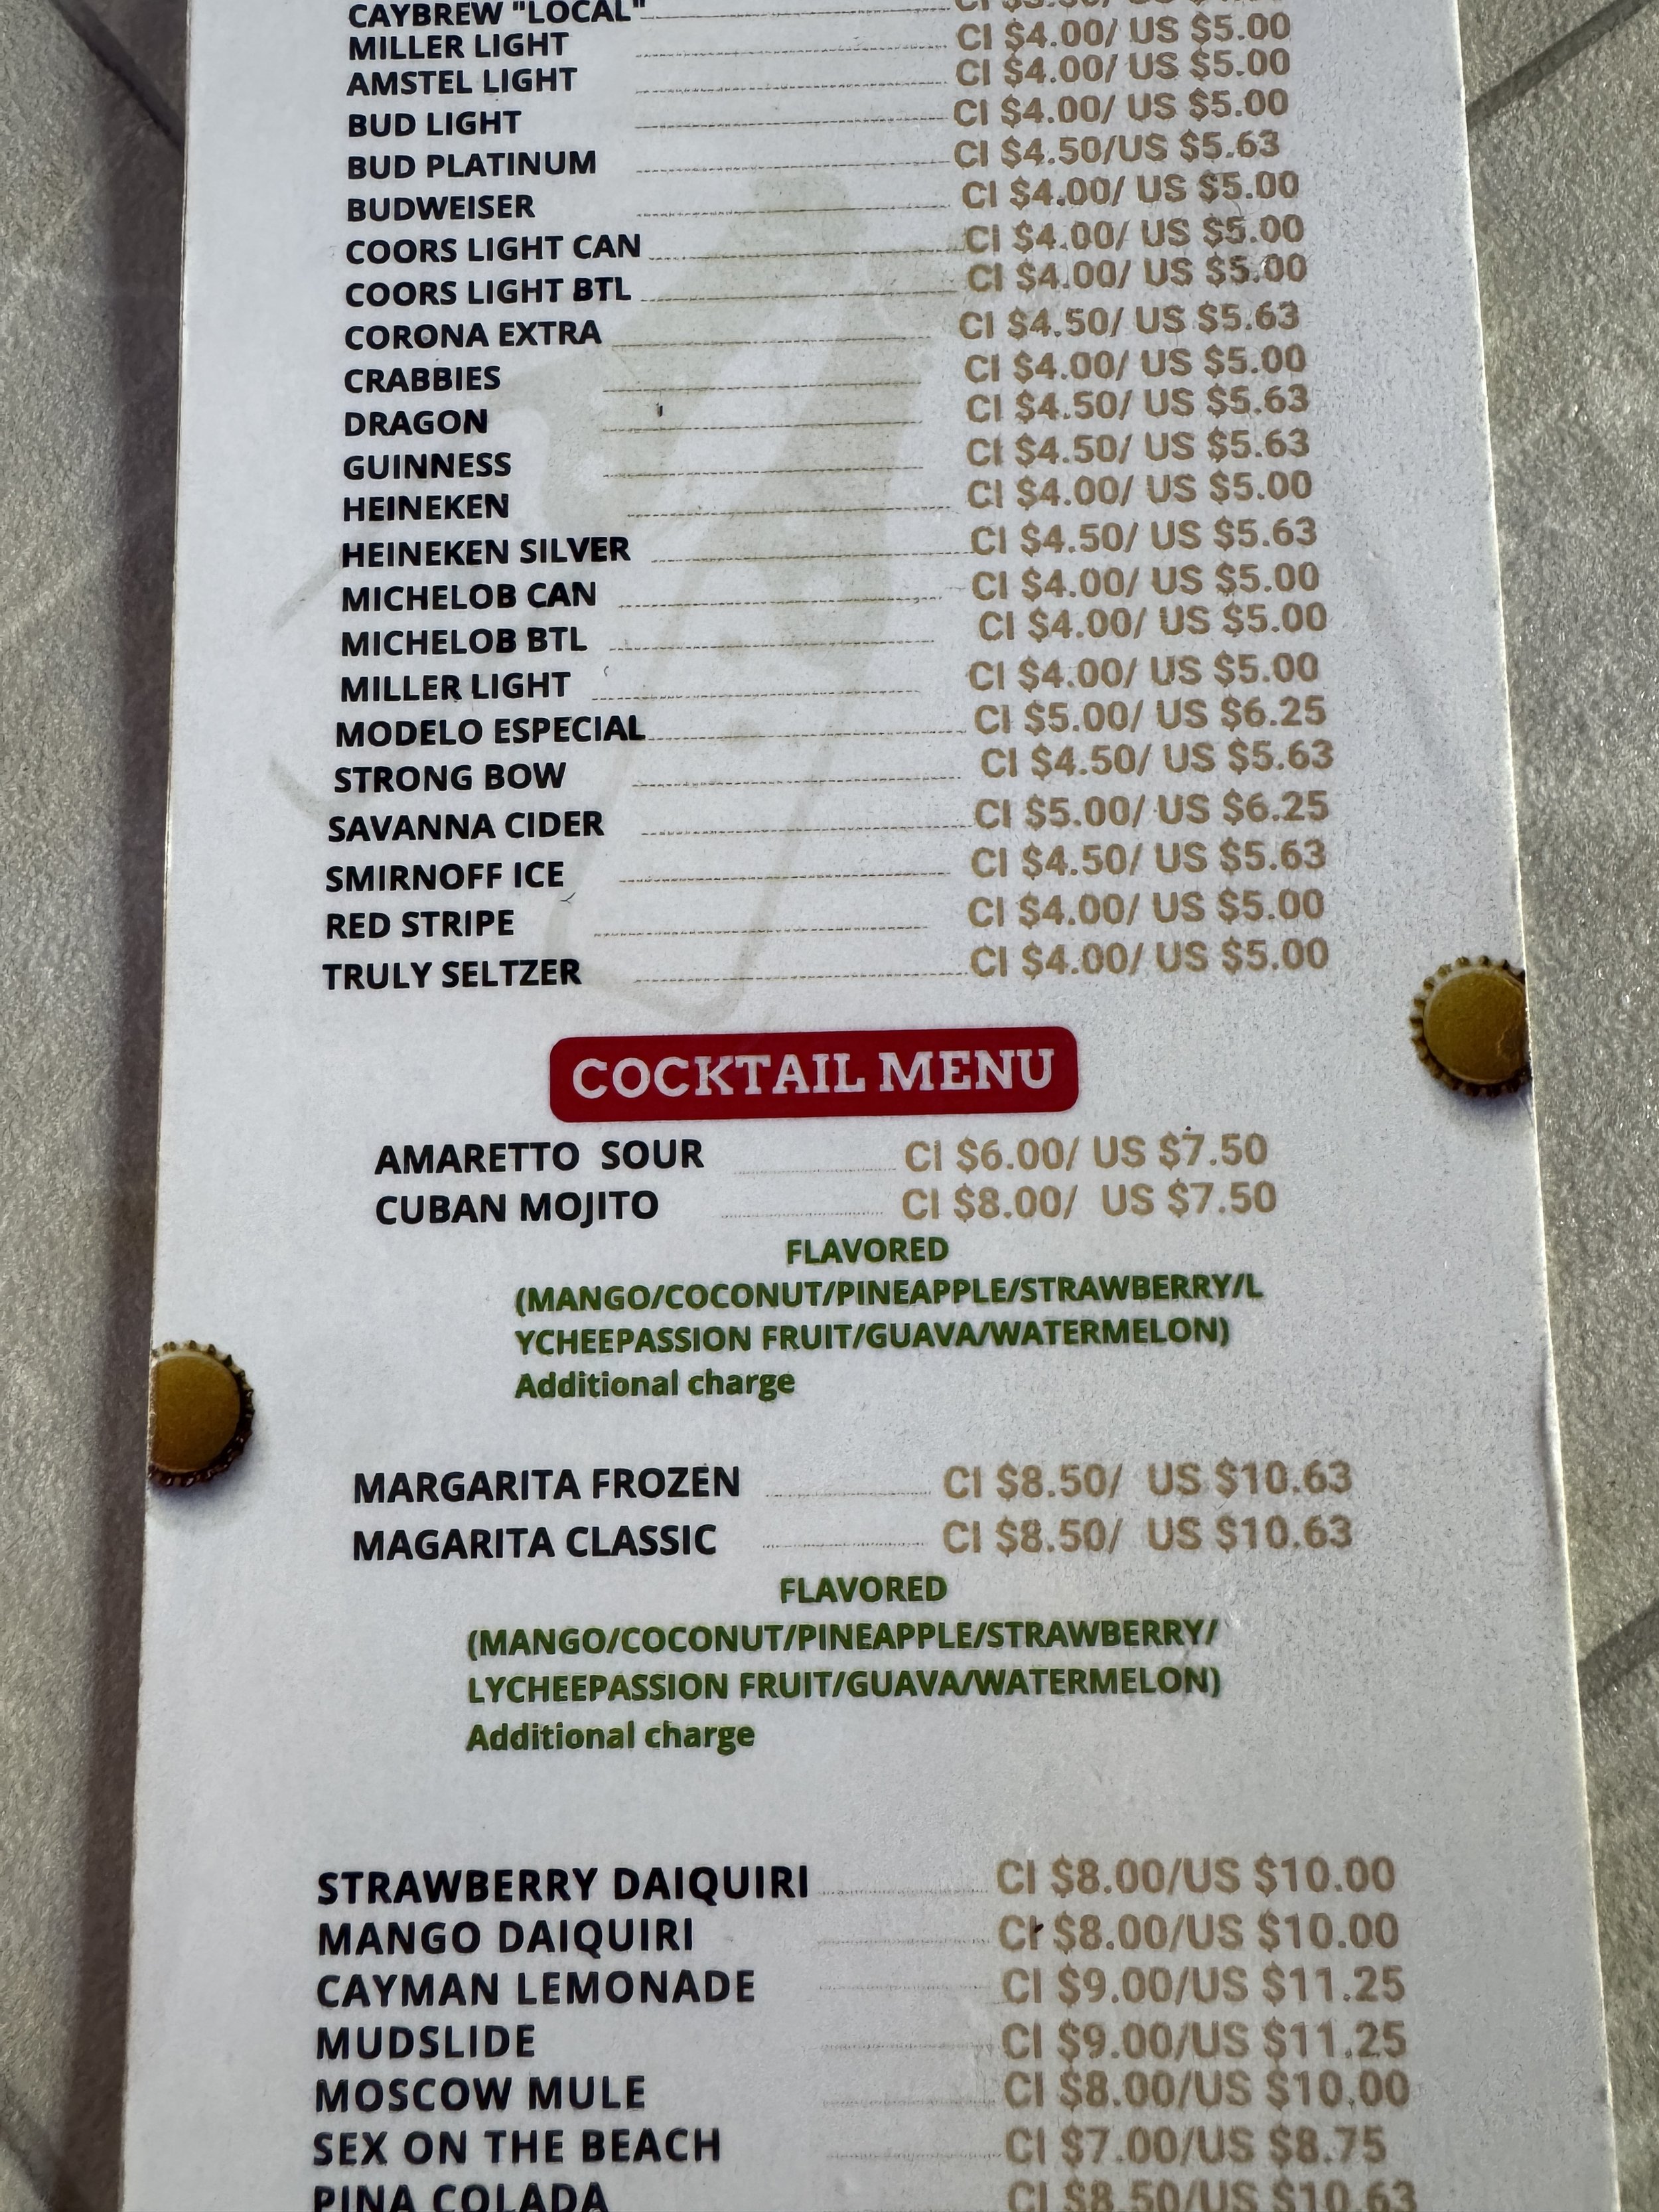 CAYBREW "LOCAL"
MILLER LIGHT CI $4.00/ US $5.00
AMSTEL LIGHT CI $4.00/ US $5.00
BUD LIGHT CI $4.00/ US $5.00
BUD PLATINUM CI $4.50/US $5.63
BUDWEISER CI $4.00/ US $5.00
COORS LIGHT CAN CI $4.00/ US $5.00
COORS LIGHT BTL CI $4.00/ US $5.00
CORONA EXTRA CI $4.50/ US $5.63
CRABBIES CI $4.00/ US $5.00
DRAGON CI $4.50/ US $5.63
GUINNESS CI $4.50/ US $5.63
HEINEKEN CI $4.00/ US $5.00
HEINEKEN SILVER CI $4.50/ US $5.63
MICHELOB CAN CI $4.00/ US $5.00
MICHELOB BTL CI $4.00/ US $5.00
MILLER LIGHT CI $4.00/ US $5.00
MODELO ESPECIAL CI $5.00/ US $6.25
STRONG BOW CI $4.50/ US $5.63
SAVANNA CIDER CI $5.00/ US $6.25
SMIRNOFF ICE CI $4.50/ US $5.63
RED STRIPE CI $4.00/ US $5.00
TRULY SELTZER CI $4.00/ US $5.00
COCKTAIL MENU
AMARETTO SOUR CI $6.00/ US $7.50
CUBAN MOJITO CI $8.00/ US $7.50
FLAVORED
(MANGO/COCONUT/PINEAPPLE/STRAWBERRY/L
YCHEEPASSION FRUIT/GUAVA/WATERMELON)
Additional charge
MARGARITA FROZEN CI $8.50/ US $10.63
MAGARITA CLASSIC CI $8.50/ US $10.63
FLAVORED
(MANGO/COCONUT/PINEAPPLE/STRAWBERRY/
LYCHEEPASSION FRUIT/GUAVA/WATERMELON)
Additional charge
STRAWBERRY DAIQUIRI CI $8.00/US $10.00
MANGO DAIQUIRI CI $8.00/US $10.00
CAYMAN LEMONADE CI $9.00/US $11.25
MUDSLIDE CI $9.00/US $11.25
MOSCOW MULE CI $8.00/US $10.00
SEX ON THE BEACH CI $7.00/US $8.75
PINA COLADA CI $8.50/US $10.63